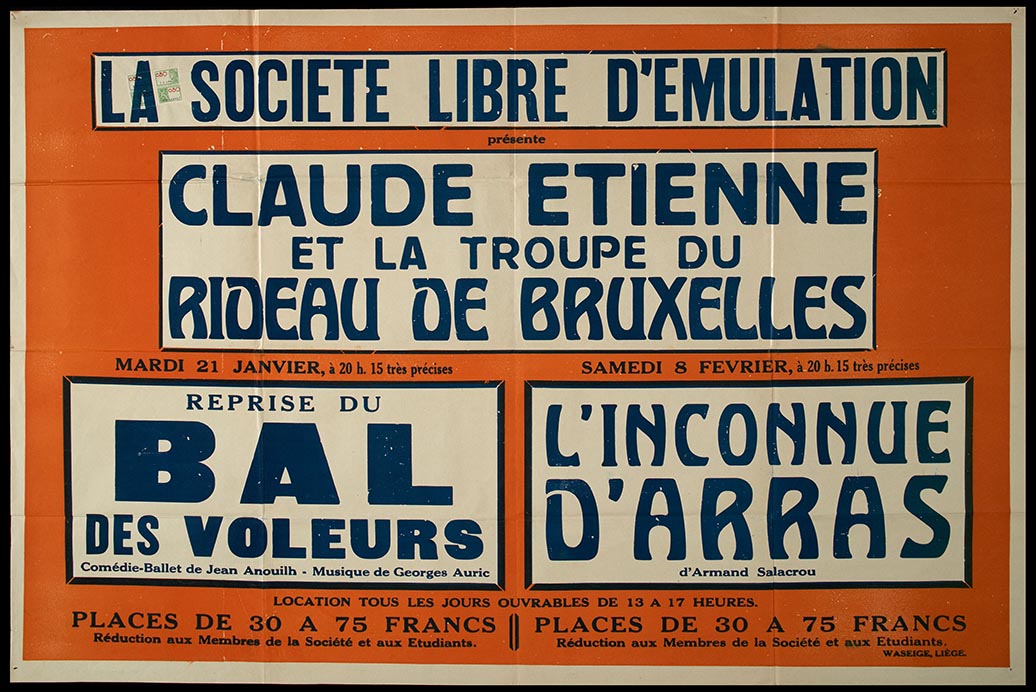 LA SOCIETE LIBRE D'EMULATION
présente
CLAUDE ETIENNE
ET LA TROUPE DU
RIDEAU DE BRUXELLES
MARDI 21 JANVIER, à 20 h. 15 très précises
REPRISE DU
BAL
DES VOLEURS
Comédie-Ballet de Jean Anouilh - Musique de Georges Auric
SAMEDI 8 FEVRIER, à 20 h. 15 très précises
L'INCONNUE
D'ARRAS
d'Armand Salacrou
LOCATION TOUS LES JOURS OUVRABLES DE 13 A 17 HEURES.
PLACES DE 30 A 75 FRANCS
Réduction aux Membres de la Société et aux Etudiants.
PLACES DE 30 A 75 FRANCS
Réduction aux Membres de la Société et aux Etudiants.
WASEIGE, LIÈGE.